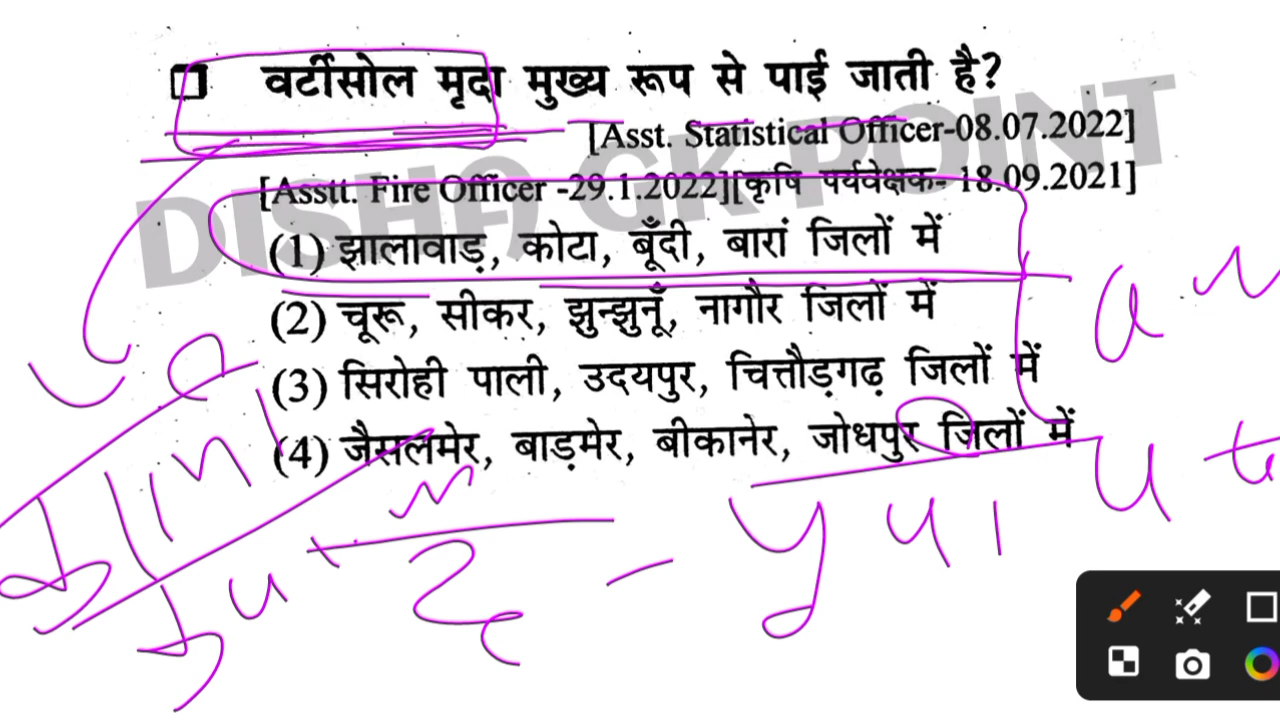 □ वर्टीसोल मृदा मुख्य रूप से पाई जाती है?
[Asst. Statistical Officer-08.07.2022]
[Asstt. Fire Officer -29.1.2022][कृषि पर्यवेक्षक- 18.09.2021]
(1) झालावाड़, कोटा, बूँदी, बारां जिलों में
(2) चूरू, सीकर, झुन्झुनूँ, नागौर जिलों में
(3) सिरोही पाली, उदयपुर, चित्तौड़गढ़ जिलों में
(4) जैसलमेर, बाड़मेर, बीकानेर, जोधपुर जिलों में
DISHA GK POINT